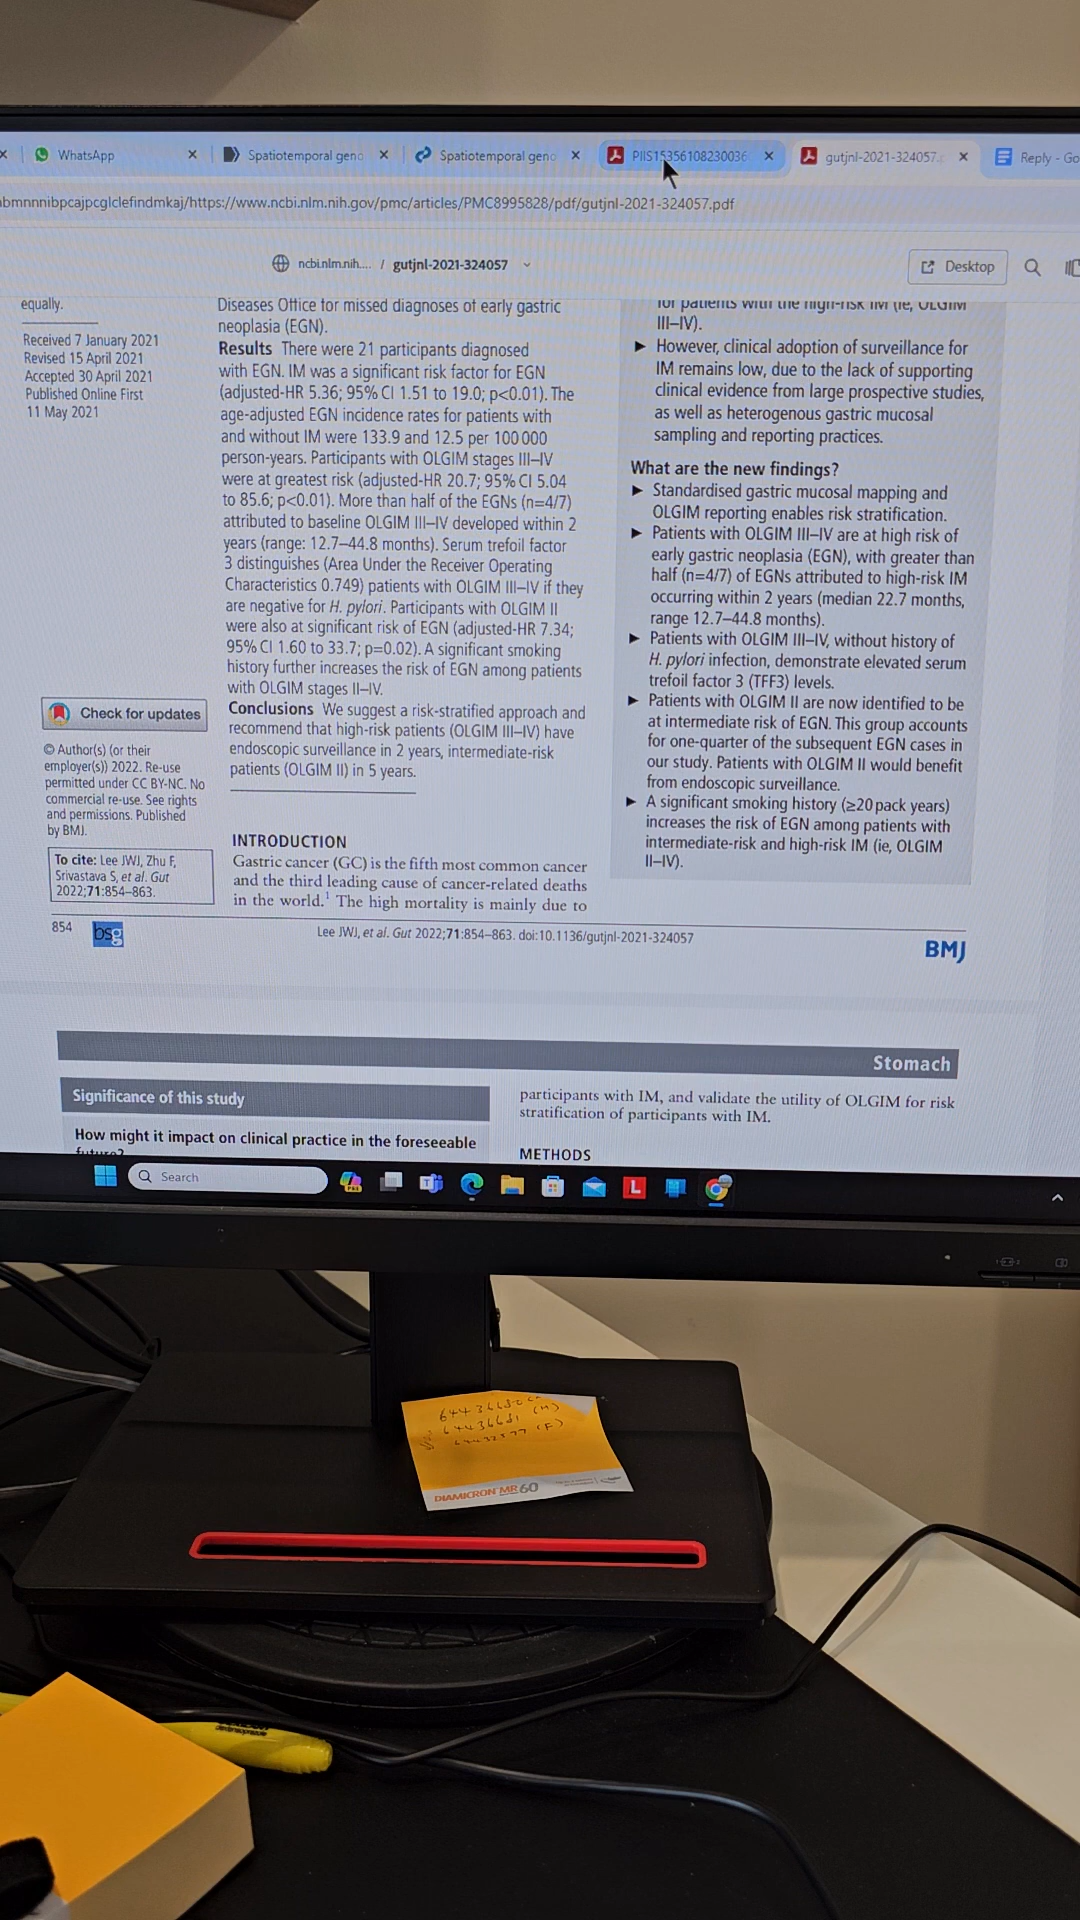 WhatsApp
Spatiotemporal geno
Spatiotemporal geno
PIIS15356108230036
gutjnl-2021-324057.p
Reply - Go
bmnnnibpcajpcglclefindmkaj/https://www.ncbi.nlm.nih.gov/pmc/articles/PMC8995828/pdf/gutjnl-2021-324057.pdf
ncbi.nlm.nih.... / gutjnl-2021-324057
Desktop
equally.
Received 7 January 2021
Revised 15 April 2021
Accepted 30 April 2021
Published Online First
11 May 2021
Check for updates
© Author(s) (or their
employer(s)) 2022. Re-use
permitted under CC BY-NC. No
commercial re-use. See rights
and permissions. Published
by BMJ.
To cite: Lee JWJ, Zhu F,
Srivastava S, et al. Gut
2022;71:854–863.
Diseases Office for missed diagnoses of early gastric
neoplasia (EGN).
Results There were 21 participants diagnosed
with EGN. IM was a significant risk factor for EGN
(adjusted-HR 5.36; 95% CI 1.51 to 19.0; p<0.01). The
age-adjusted EGN incidence rates for patients with
and without IM were 133.9 and 12.5 per 100 000
person-years. Participants with OLGIM stages III–IV
were at greatest risk (adjusted-HR 20.7; 95% CI 5.04
to 85.6; p<0.01). More than half of the EGNs (n=4/7)
attributed to baseline OLGIM III–IV developed within 2
years (range: 12.7–44.8 months). Serum trefoil factor
3 distinguishes (Area Under the Receiver Operating
Characteristics 0.749) patients with OLGIM III–IV if they
are negative for H. pylori. Participants with OLGIM II
were also at significant risk of EGN (adjusted-HR 7.34;
95% CI 1.60 to 33.7; p=0.02). A significant smoking
history further increases the risk of EGN among patients
with OLGIM stages II–IV.
Conclusions We suggest a risk-stratified approach and
recommend that high-risk patients (OLGIM III–IV) have
endoscopic surveillance in 2 years, intermediate-risk
patients (OLGIM II) in 5 years.
INTRODUCTION
Gastric cancer (GC) is the fifth most common cancer
and the third leading cause of cancer-related deaths
in the world.1 The high mortality is mainly due to
for patients with the high-risk IM (ie, OLGIM
III–IV).
► However, clinical adoption of surveillance for
IM remains low, due to the lack of supporting
clinical evidence from large prospective studies,
as well as heterogenous gastric mucosal
sampling and reporting practices.
What are the new findings?
► Standardised gastric mucosal mapping and
OLGIM reporting enables risk stratification.
► Patients with OLGIM III–IV are at high risk of
early gastric neoplasia (EGN), with greater than
half (n=4/7) of EGNs attributed to high-risk IM
occurring within 2 years (median 22.7 months,
range 12.7–44.8 months).
► Patients with OLGIM III–IV, without history of
H. pylori infection, demonstrate elevated serum
trefoil factor 3 (TFF3) levels.
► Patients with OLGIM II are now identified to be
at intermediate risk of EGN. This group accounts
for one-quarter of the subsequent EGN cases in
our study. Patients with OLGIM II would benefit
from endoscopic surveillance.
► A significant smoking history (≥20 pack years)
increases the risk of EGN among patients with
intermediate-risk and high-risk IM (ie, OLGIM
II–IV).
854
bsg
Lee JWJ, et al. Gut 2022;71:854–863. doi:10.1136/gutjnl-2021-324057
BMJ
Stomach
Significance of this study
How might it impact on clinical practice in the foreseeable
future?
participants with IM, and validate the utility of OLGIM for risk
stratification of participants with IM.
METHODS
Search
64436681 (M)
(F)
DIAMICRON MR 60